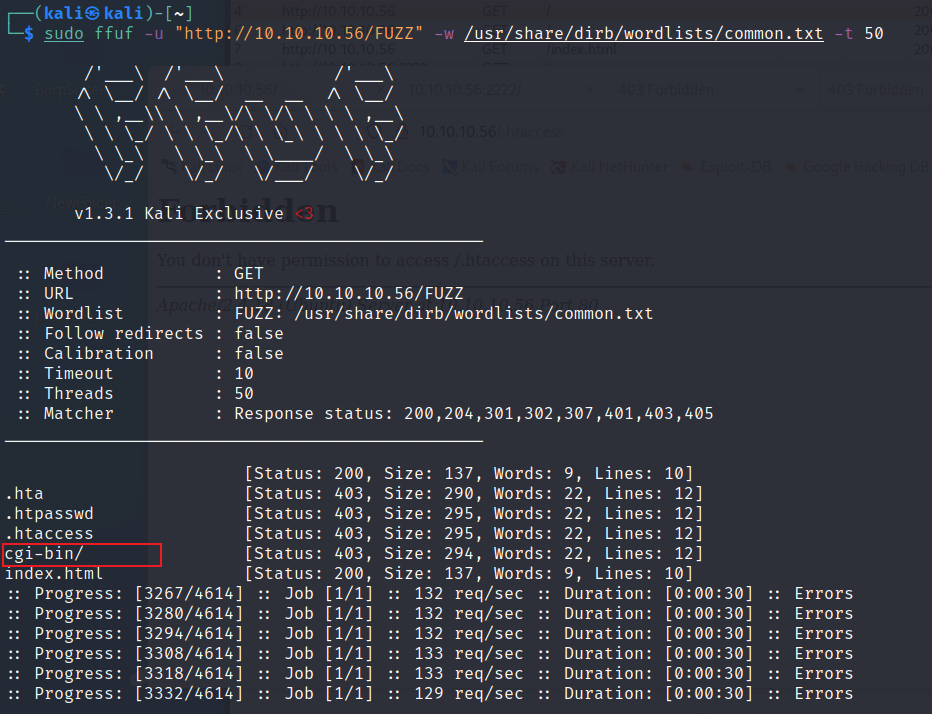 ┌──(kali㉿kali)-[~]
└─$ sudo ffuf -u "http://10.10.10.56/FUZZ" -w /usr/share/dirb/wordlists/common.txt -t 50
v1.3.1 Kali Exclusive <3
:: Method : GET
:: URL : http://10.10.10.56/FUZZ
:: Wordlist : FUZZ: /usr/share/dirb/wordlists/common.txt
:: Follow redirects : false
:: Calibration : false
:: Timeout : 10
:: Threads : 50
:: Matcher : Response status: 200,204,301,302,307,401,403,405
[Status: 200, Size: 137, Words: 9, Lines: 10]
.hta [Status: 403, Size: 290, Words: 22, Lines: 12]
.htpasswd [Status: 403, Size: 295, Words: 22, Lines: 12]
.htaccess [Status: 403, Size: 295, Words: 22, Lines: 12]
cgi-bin/ [Status: 403, Size: 294, Words: 22, Lines: 12]
index.html [Status: 200, Size: 137, Words: 9, Lines: 10]
:: Progress: [3267/4614] :: Job [1/1] :: 132 req/sec :: Duration: [0:00:30] :: Errors
:: Progress: [3280/4614] :: Job [1/1] :: 132 req/sec :: Duration: [0:00:30] :: Errors
:: Progress: [3294/4614] :: Job [1/1] :: 132 req/sec :: Duration: [0:00:30] :: Errors
:: Progress: [3308/4614] :: Job [1/1] :: 133 req/sec :: Duration: [0:00:30] :: Errors
:: Progress: [3318/4614] :: Job [1/1] :: 133 req/sec :: Duration: [0:00:30] :: Errors
:: Progress: [3332/4614] :: Job [1/1] :: 129 req/sec :: Duration: [0:00:30] :: Errors